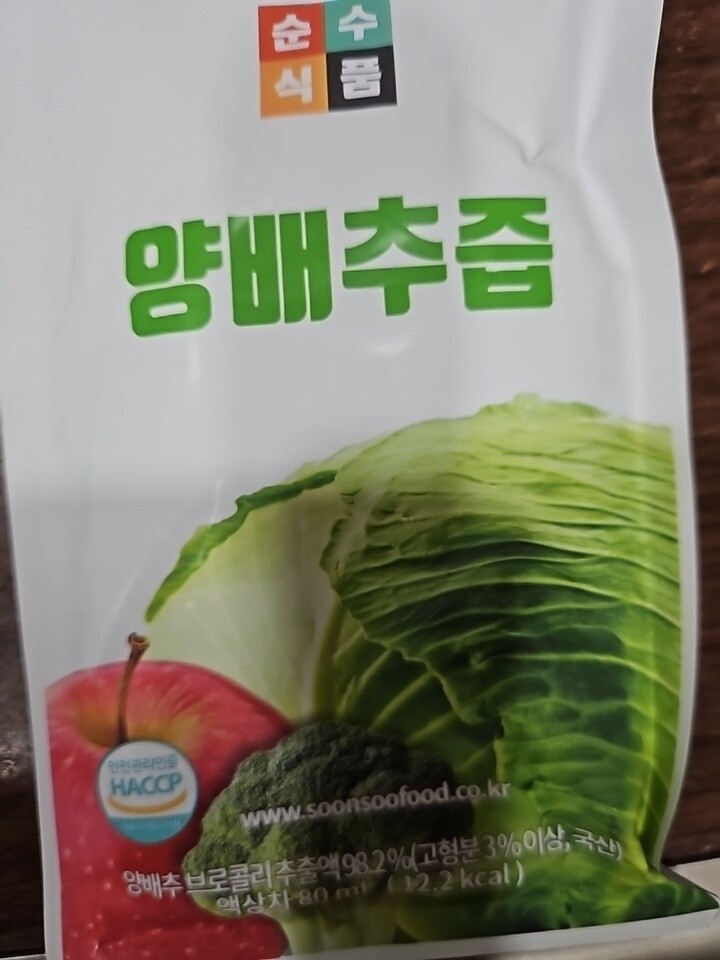 순수
식품
양배추즙
안전관리인증
HACCP
www.soonsoofood.co.kr
양배추 브로콜리 추출액 98.2%(고형분 3%이상, 국산)
액상차 80 ml (12.2 kcal)